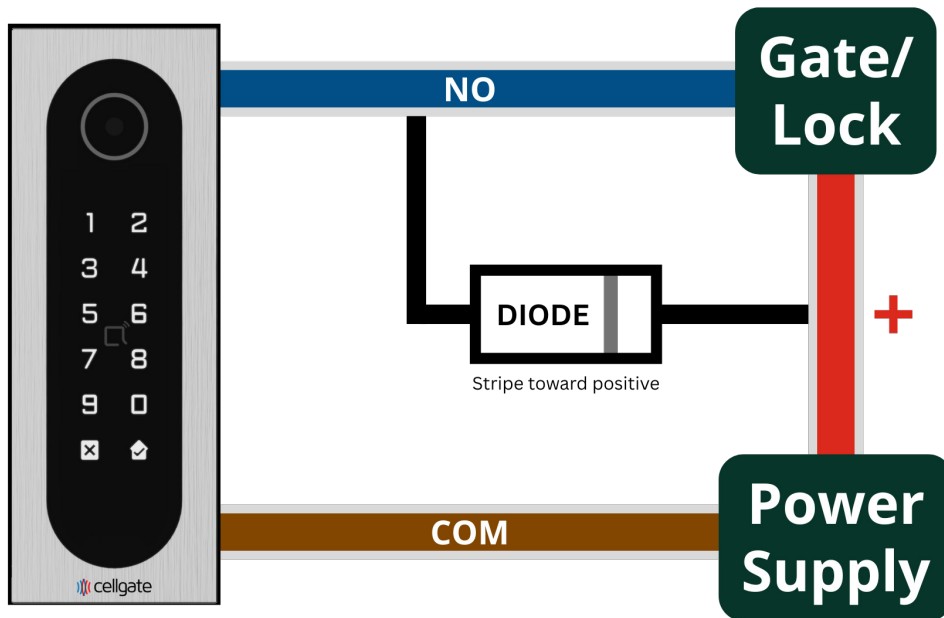 NO
Gate/
Lock
1 2
3 4
5 6
7 8
9 0
DIODE
+
Stripe toward positive
COM
Power
Supply
cellgate